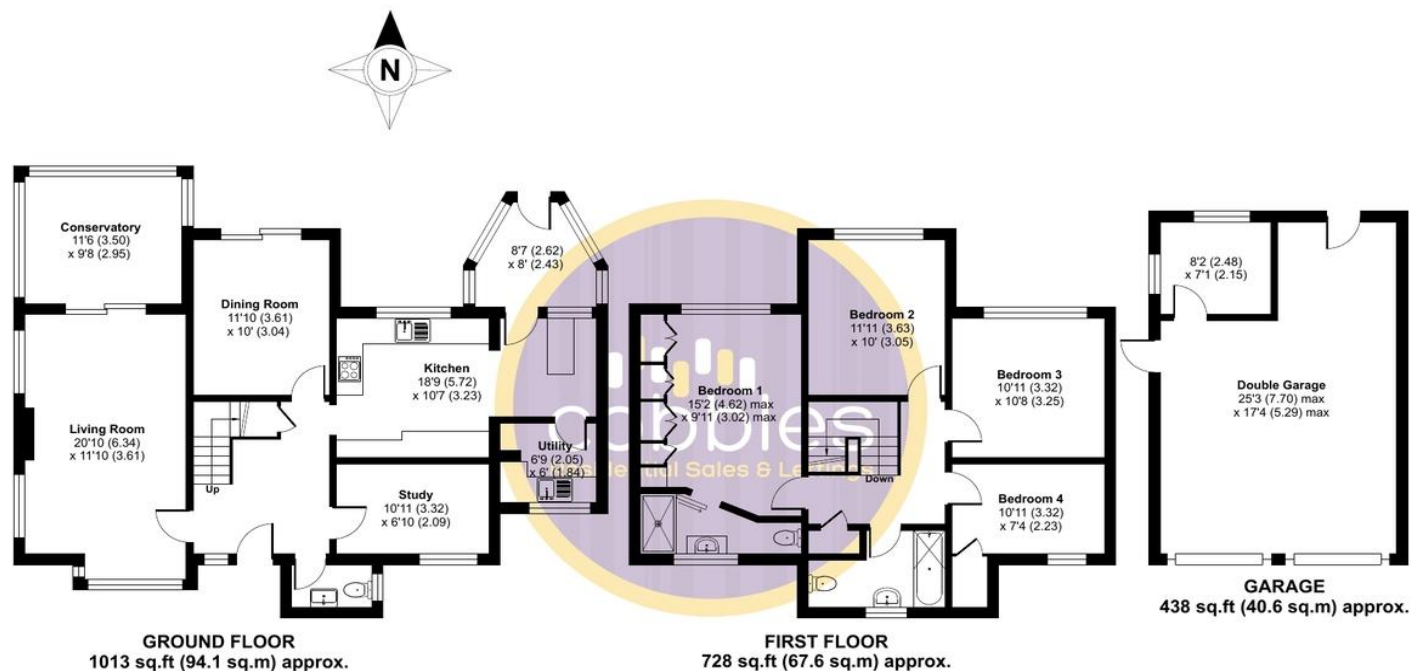 N
Conservatory
11'6 (3.50)
x 9'8 (2.95)
Dining Room
11'10 (3.61)
x 10' (3.04)
8'7 (2.62)
x 8' (2.43)
Kitchen
18'9 (5.72)
x 10'7 (3.23)
Living Room
20'10 (6.34)
x 11'10 (3.61)
Up
Utility
6'9 (2.05)
x 6' (1.84)
Study
10'11 (3.32)
x 6'10 (2.09)
GROUND FLOOR
1013 sq.ft (94.1 sq.m) approx.
Bedroom 2
11'11 (3.63)
x 10' (3.05)
Bedroom 1
15'2 (4.62) max
x 9'11 (3.02) max
Bedroom 3
10'11 (3.32)
x 10'8 (3.25)
Down
Bedroom 4
10'11 (3.32)
x 7'4 (2.23)
cobbies
Residential Sales & Lettings
FIRST FLOOR
728 sq.ft (67.6 sq.m) approx.
8'2 (2.48)
x 7'1 (2.15)
Double Garage
25'3 (7.70) max
x 17'4 (5.29) max
GARAGE
438 sq.ft (40.6 sq.m) approx.